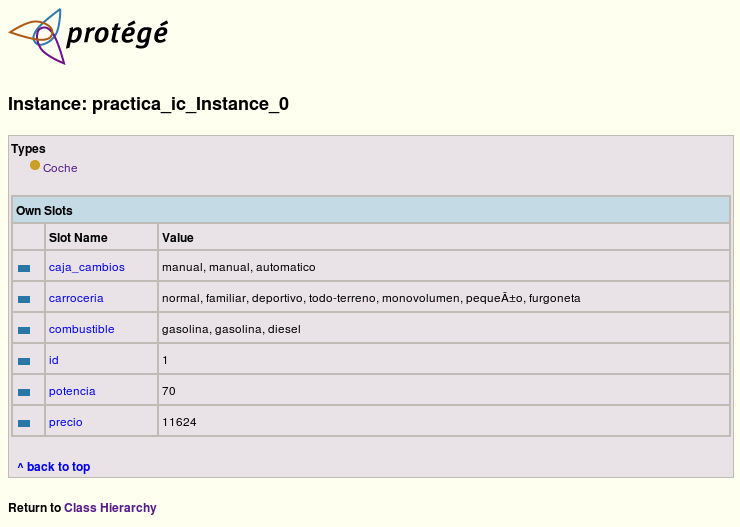 protégé
Instance: practica_ic_Instance_0
Types
Coche
Own Slots
Slot Name Value
caja_cambios manual, manual, automatico
carroceria normal, familiar, deportivo, todo-terreno, monovolumen, pequeÃ±o, furgoneta
combustible gasolina, gasolina, diesel
id 1
potencia 70
precio 11624
^ back to top
Return to Class Hierarchy